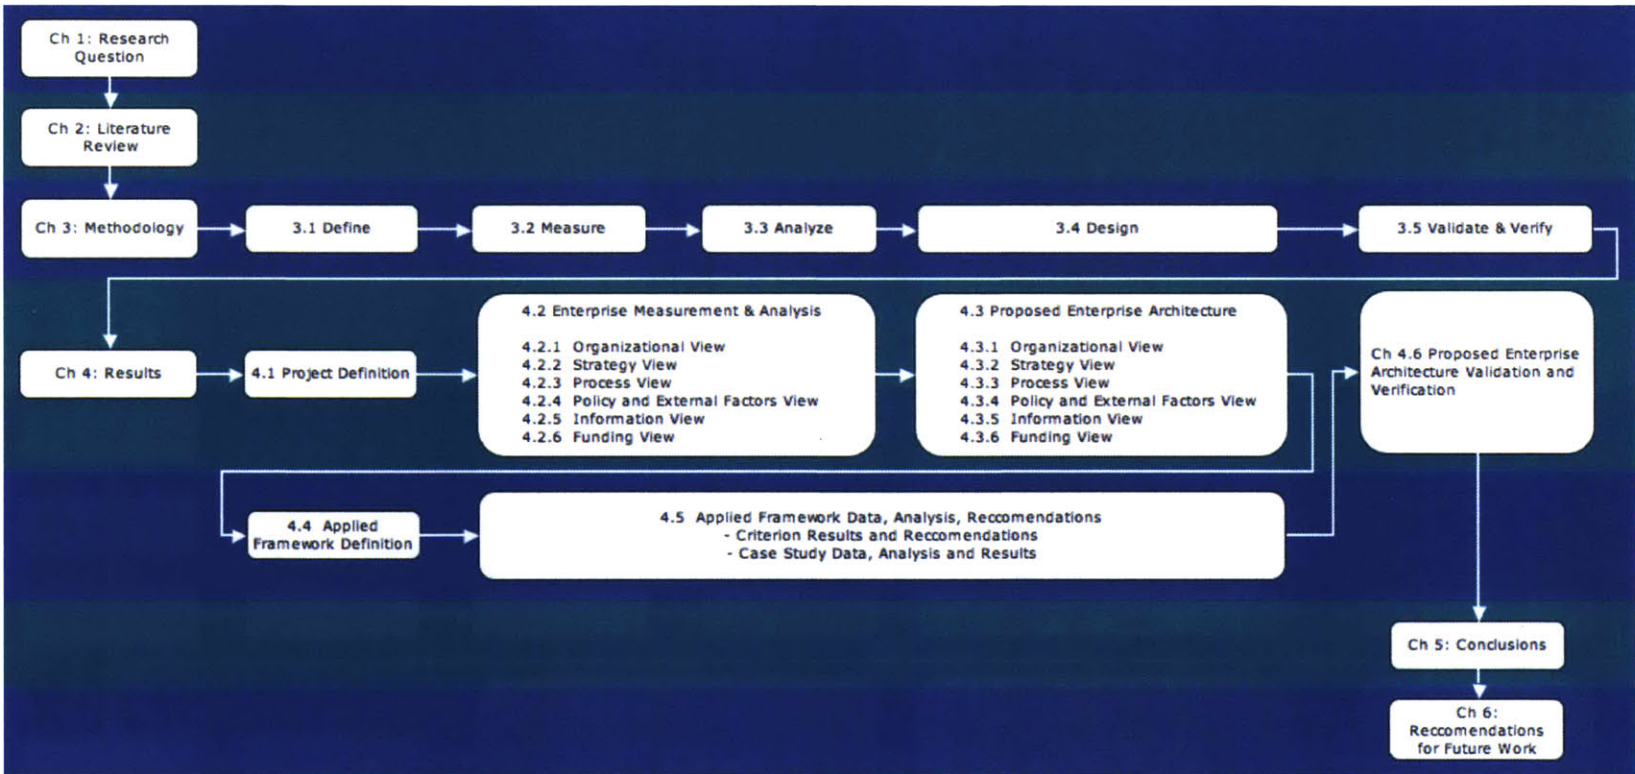 Ch 1: Research
Question
Ch 2: Literature
Review
Ch 3: Methodology
3.1 Define
3.2 Measure
3.3 Analyze
3.4 Design
3.5 Validate & Verify
Ch 4: Results
4.1 Project Definition
4.2 Enterprise Measurement & Analysis
4.2.1 Organizational View
4.2.2 Strategy View
4.2.3 Process View
4.2.4 Policy and External Factors View
4.2.5 Information View
4.2.6 Funding View
4.3 Proposed Enterprise Architecture
4.3.1 Organizational View
4.3.2 Strategy View
4.3.3 Process View
4.3.4 Policy and External Factors View
4.3.5 Information View
4.3.6 Funding View
4.4 Applied
Framework Definition
4.5 Applied Framework Data, Analysis, Reccomendations
- Criterion Results and Reccomendations
- Case Study Data, Analysis and Results
Ch 4.6 Proposed Enterprise
Architecture Validation and
Verification
Ch 5: Conclusions
Ch 6:
Reccomendations
for Future Work